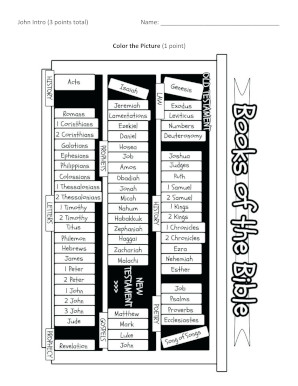 John Intro (3 points total) Name:
Color the Picture (1 point)
HISTORY
Acts
LETTERS
Romans
1 Corinthians
2 Corinthians
Galatians
Ephesians
Philippians
Colossians
1 Thessalonians
2 Thessalonians
1 Timothy
2 Timothy
Titus
Philemon
Hebrews
James
1 Peter
2 Peter
1 John
2 John
3 John
Jude
PROPHECY
Revelation
PROPHETS
Isaiah
Jeremiah
Lamentations
Ezekiel
Daniel
Hosea
Job
Amos
Obadiah
Jonah
Micah
Nahum
Habakkuk
Zephaniah
Haggai
Zachariah
Malachi
NEW
TESTAMENT
GOSPELS
Matthew
Mark
Luke
John
OLD TESTAMENT
LAW
Genesis
Exodus
Leviticus
Numbers
Deuteronomy
HISTORY
Joshua
Judges
Ruth
1 Samuel
2 Samuel
1 Kings
2 Kings
1 Chronicles
2 Chronicles
Ezra
Nehemiah
Esther
POETRY
Job
Psalms
Proverbs
Ecclesiastes
Song of Songs
Books of the Bible